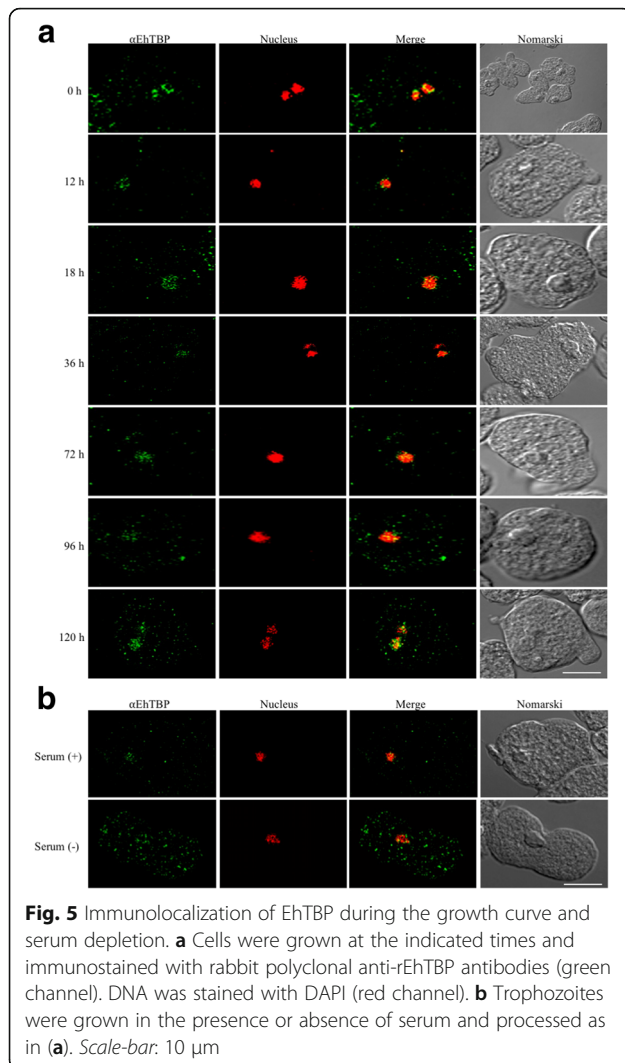 a
αEhTBP Nucleus Merge Nomarski
0 h
12 h
18 h
36 h
72 h
96 h
120 h
b
αEhTBP Nucleus Merge Nomarski
Serum (+)
Serum (-)
Fig. 5 Immunolocalization of EhTBP during the growth curve and
serum depletion. a Cells were grown at the indicated times and
immunostained with rabbit polyclonal anti-rEhTBP antibodies (green
channel). DNA was stained with DAPI (red channel). b Trophozoites
were grown in the presence or absence of serum and processed as
in (a). Scale-bar: 10 μm